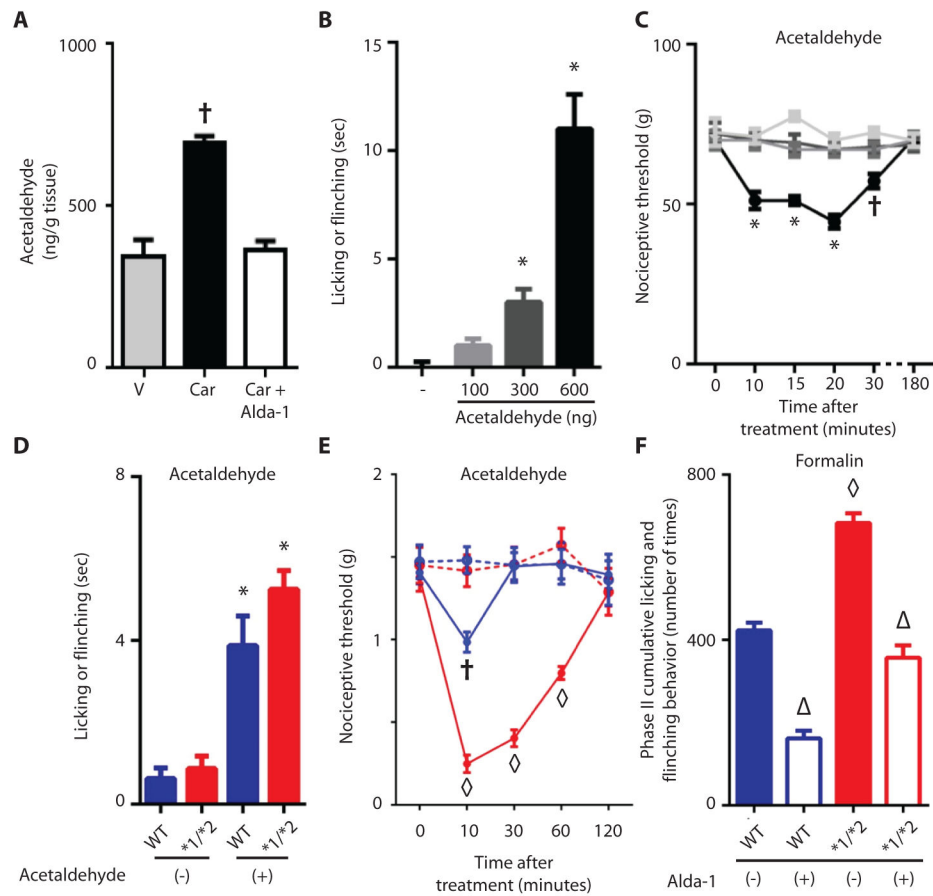 A
Acetaldehyde
(ng/g tissue)
1000
500
0
†
V
Car
Car +
Alda-1
B
Licking or flinching (sec)
15
10
5
0
*
*
-
100
300
600
Acetaldehyde (ng)
C
Acetaldehyde
Nociceptive threshold (g)
100
50
0
*
*
*
†
0
10
15
20
30
180
Time after
treatment (minutes)
D
Acetaldehyde
Licking or flinching (sec)
8
4
0
*
*
WT
*1/*2
WT
*1/*2
Acetaldehyde
(-)
(+)
E
Acetaldehyde
Nociceptive threshold (g)
2
1
0
†
◊
◊
◊
0
10
30
60
120
Time after
treatment (minutes)
F
Formalin
Phase II cumulative licking and
flinching behavior (number of times)
800
400
0
Δ
◊
Δ
WT
WT
*1/*2
*1/*2
Alda-1
(-)
(+)
(-)
(+)